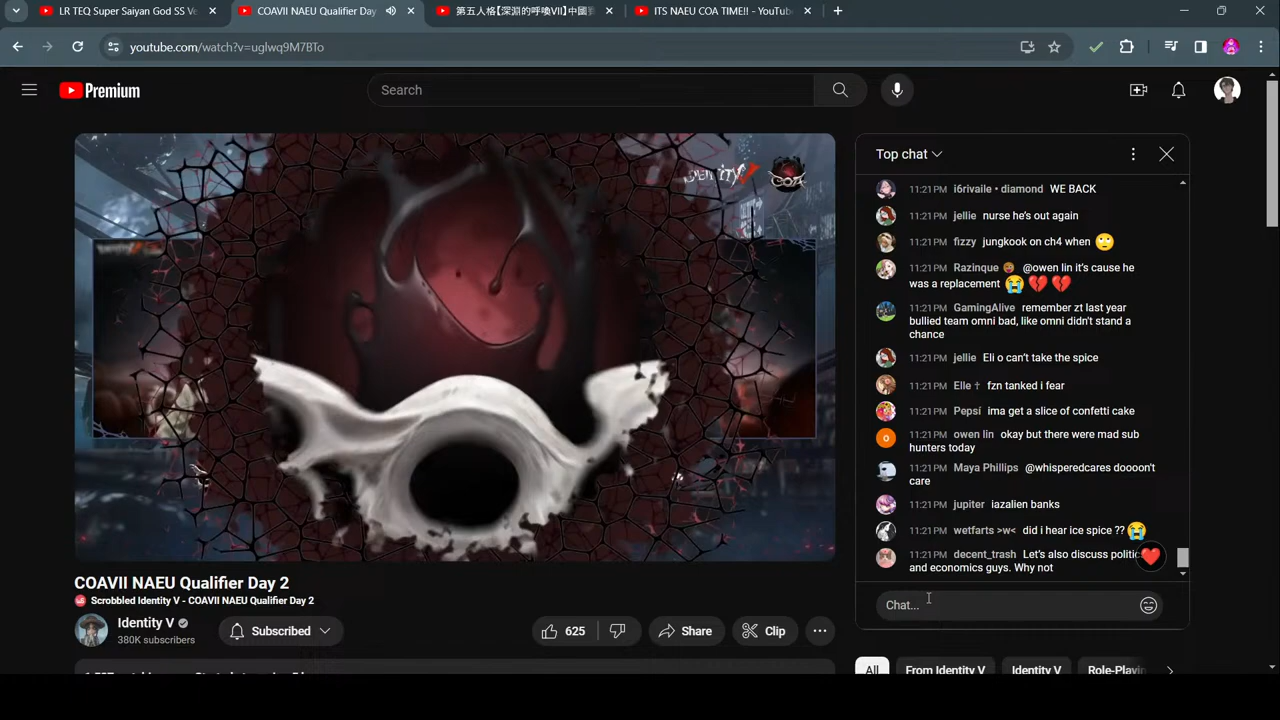 LR TEQ Super Saiyan God SS Ve
COAVII NAEU Qualifier Day
第五人格【深淵的呼喚VII】中國
ITS NAEU COA TIME!! - YouTub
youtube.com/watch?v=uglwq9M7BTo
Premium
Search
Top chat
11:21 PM i6rivaile • diamond WE BACK
11:21 PM jellie nurse he's out again
11:21 PM fizzy jungkook on ch4 when 🙄
11:21 PM Razinque @owen lin it's cause he
was a replacement 😭💔💔
11:21 PM GamingAlive remember zt last year
bullied team omni bad, like omni didn't stand a
chance
11:21 PM jellie Eli o can't take the spice
11:21 PM Elle † fzn tanked i fear
11:21 PM Pepsi ima get a slice of confetti cake
11:21 PM owen lin okay but there were mad sub
hunters today
11:21 PM Maya Phillips @whisperedcares doooon't
care
11:21 PM jupiter iazalien banks
11:21 PM wetfarts >w< did i hear ice spice ?? 😭
11:21 PM decent_trash Let's also discuss politic
and economics guys. Why not
Chat...
COAVII NAEU Qualifier Day 2
Scrobbled Identity V - COAVII NAEU Qualifier Day 2
Identity V
380K subscribers
Subscribed
625
Share
Clip
All
From Identity V
Identity V
Role-Playin